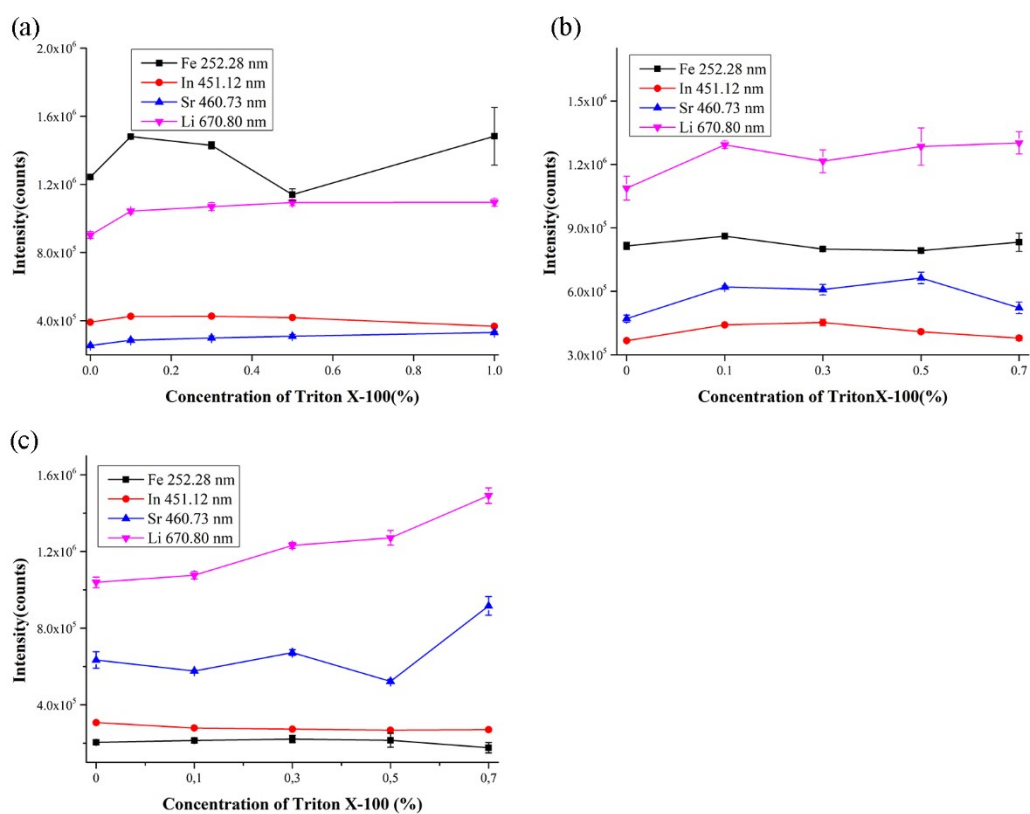 (a)
2.0x10⁶
1.6x10⁶
1.2x10⁶
8.0x10⁵
4.0x10⁵
Intensity(counts)
Fe 252.28 nm
In 451.12 nm
Sr 460.73 nm
Li 670.80 nm
0.0 0.2 0.4 0.6 0.8 1.0
Concentration of Triton X-100(%)
(b)
1.5x10⁶
1.2x10⁶
9.0x10⁵
6.0x10⁵
3.0x10⁵
Intensity(counts)
Fe 252.28 nm
In 451.12 nm
Sr 460.73 nm
Li 670.80 nm
0 0.1 0.3 0.5 0.7
Concentration of TritonX-100(%)
(c)
1.6x10⁶
1.2x10⁶
8.0x10⁵
4.0x10⁵
Intensity(counts)
Fe 252.28 nm
In 451.12 nm
Sr 460.73 nm
Li 670.80 nm
0 0,1 0,3 0,5 0,7
Concentration of Triton X-100 (%)